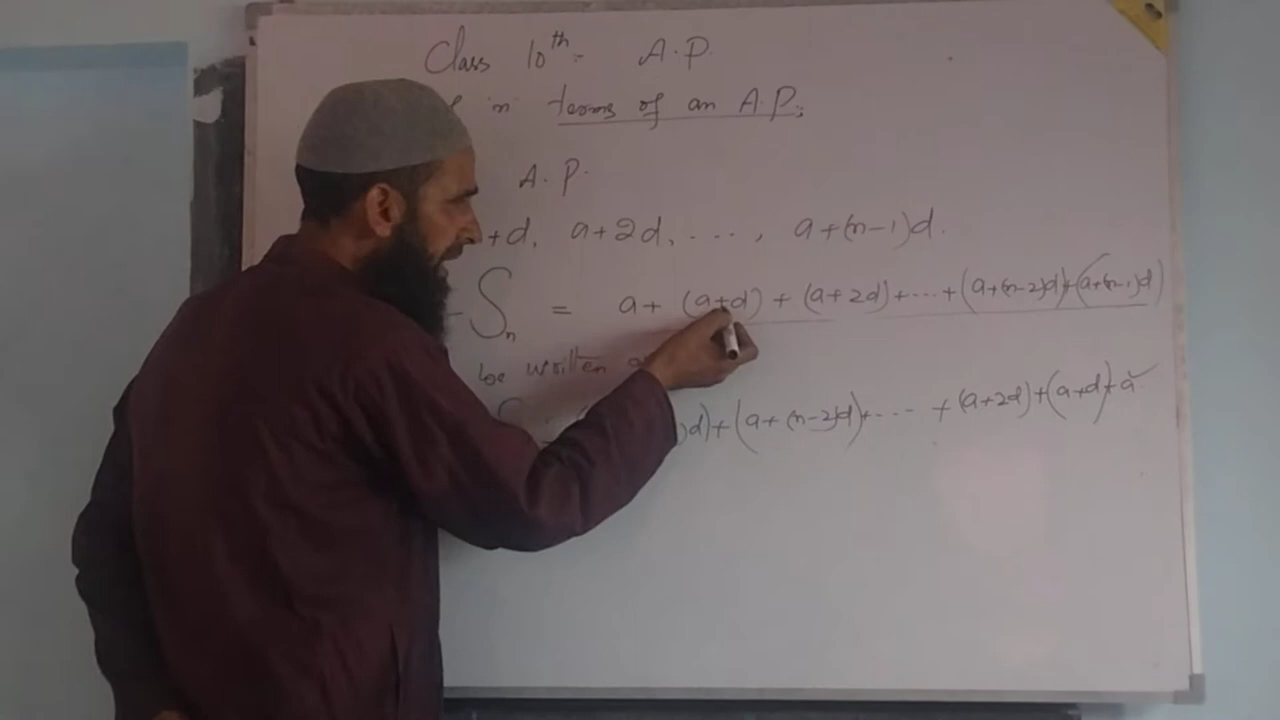 Class 10th:- A.P.
'n' terms of an A.P:
A.P.
+d, a+2d, ..., a+(n-1)d.
Sn = a+ (a+d) + (a+2d)+...+(a+(n-2)d)+(a+(n-1)d)
be written
)d)+(a+(n-2)d)+... +(a+2d)+(a+d)+a